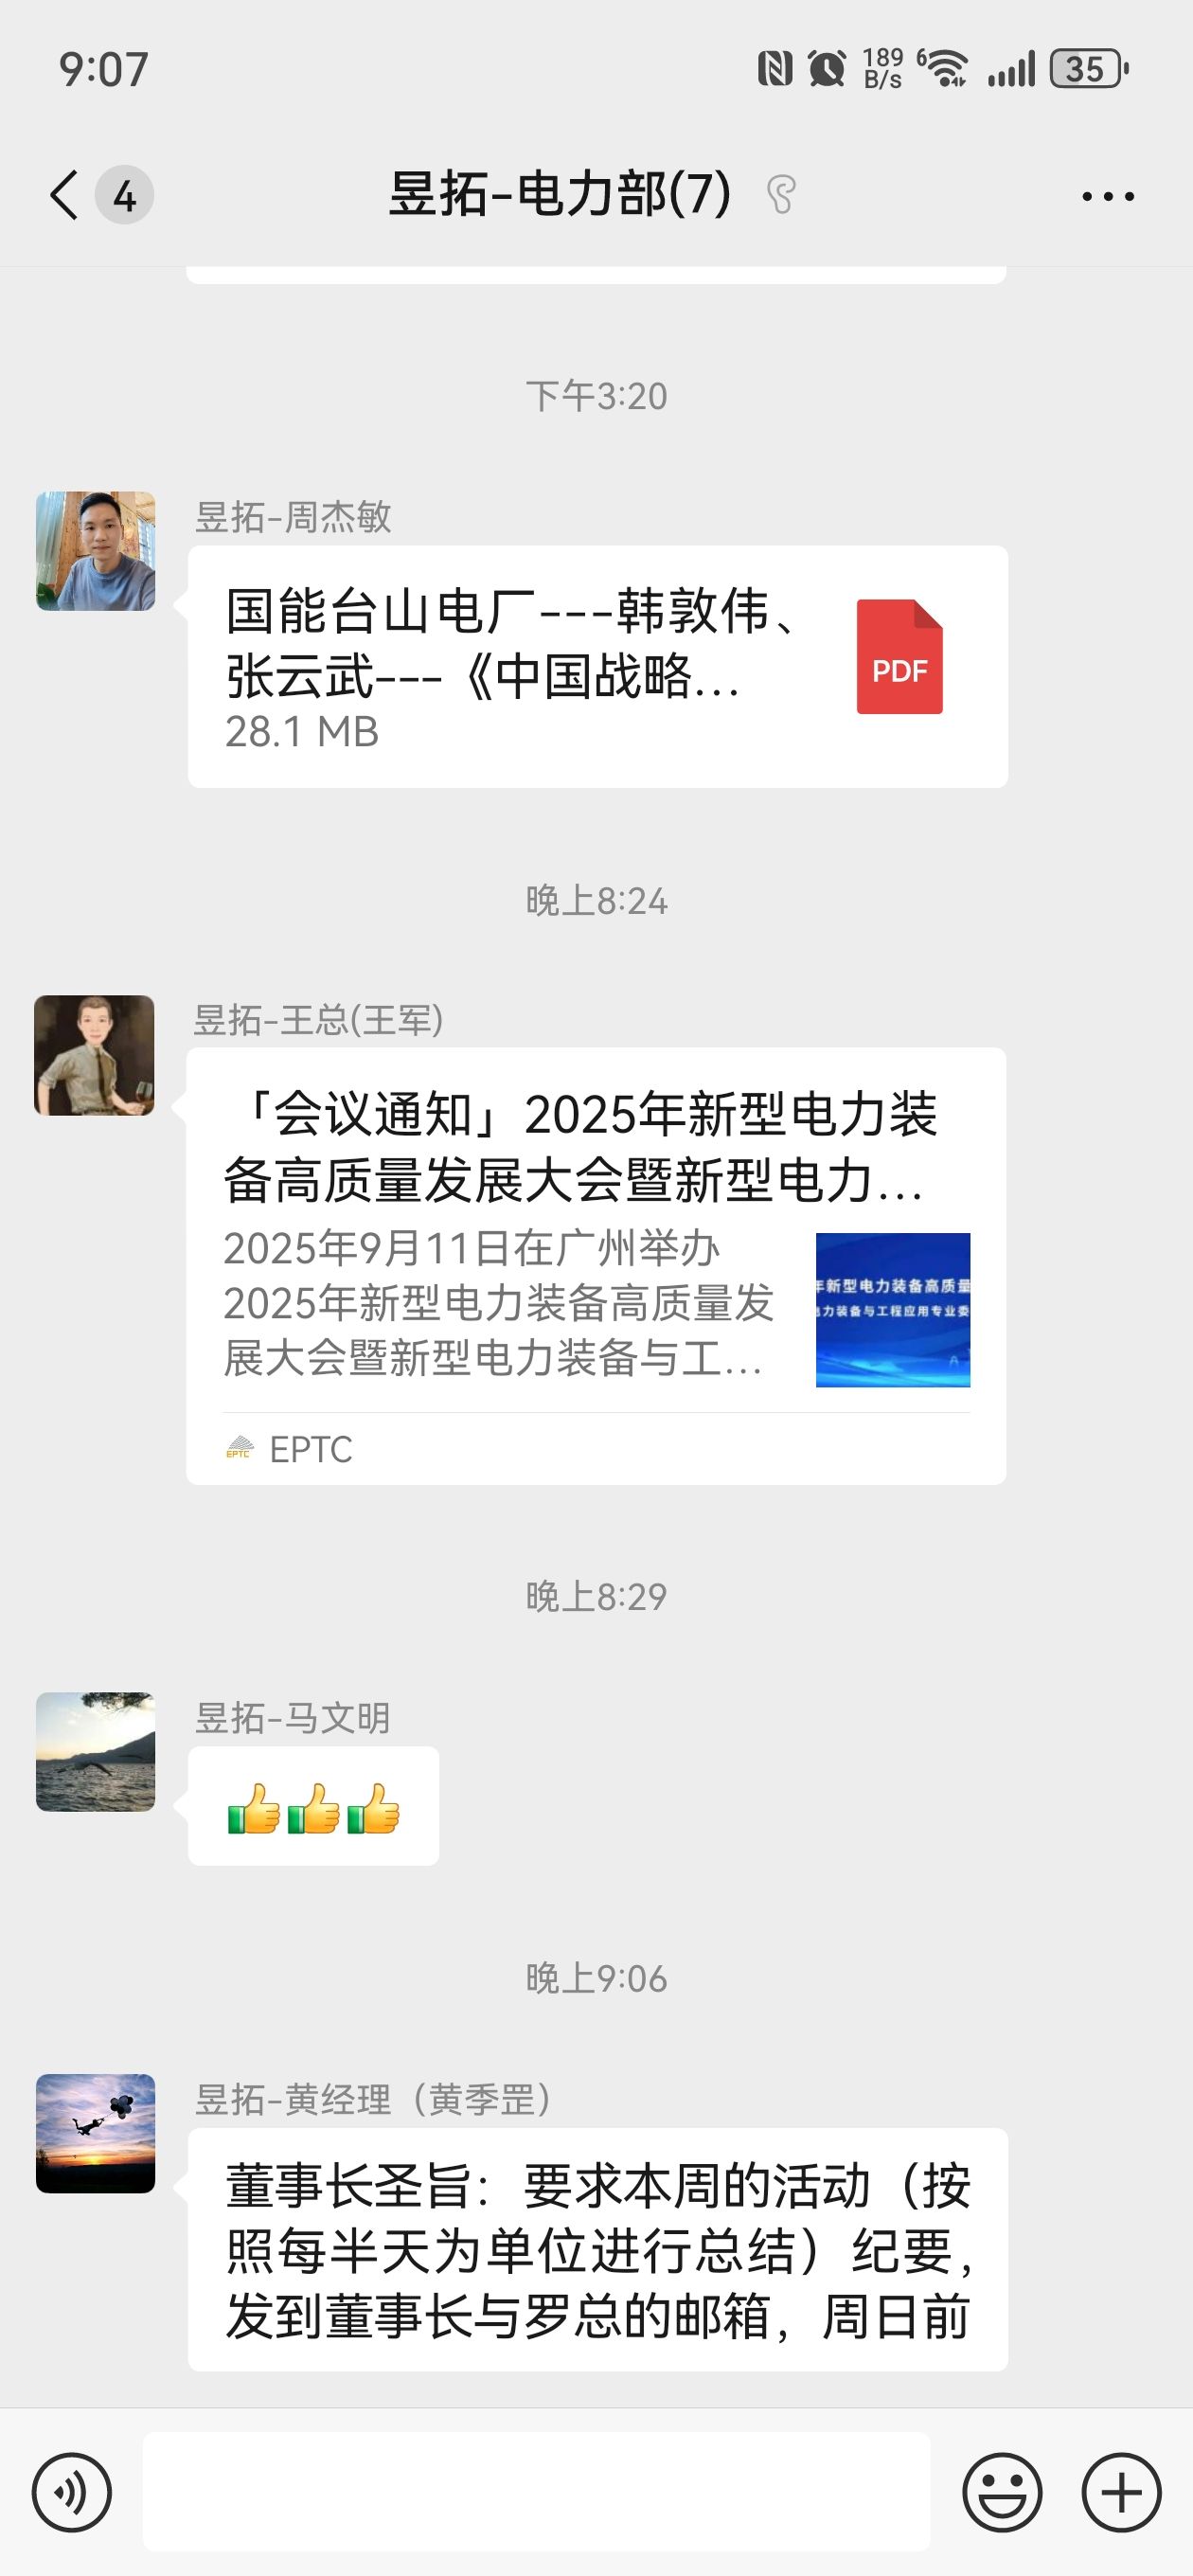 9:07
189
B/s
6
35
4
昱拓-电力部(7)
下午3:20
昱拓-周杰敏
国能台山电厂---韩敦伟、
张云武---《中国战略...
28.1 MB
PDF
晚上8:24
昱拓-王总(王军)
「会议通知」2025年新型电力装
备高质量发展大会暨新型电力...
2025年9月11日在广州举办
2025年新型电力装备高质量发
展大会暨新型电力装备与工...
年新型电力装备高质量
电力装备与工程应用专业委
EPTC
EPTC
晚上8:29
昱拓-马文明
晚上9:06
昱拓-黄经理（黄季罡）
董事长圣旨：要求本周的活动（按
照每半天为单位进行总结）纪要，
发到董事长与罗总的邮箱，周日前